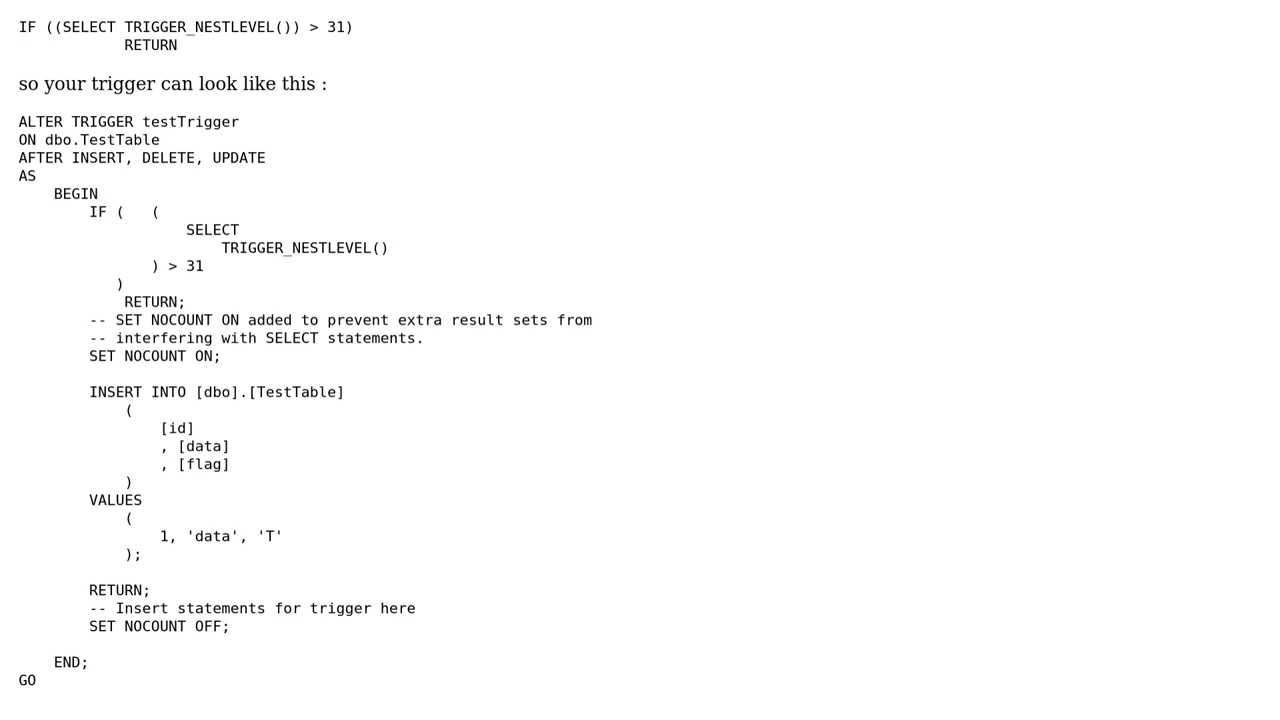 IF ((SELECT TRIGGER_NESTLEVEL()) > 31)
            RETURN
so your trigger can look like this :
ALTER TRIGGER testTrigger
ON dbo.TestTable
AFTER INSERT, DELETE, UPDATE
AS
    BEGIN
        IF (   (
                   SELECT
                       TRIGGER_NESTLEVEL()
               ) > 31
           )
            RETURN;
        -- SET NOCOUNT ON added to prevent extra result sets from
        -- interfering with SELECT statements.
        SET NOCOUNT ON;
        INSERT INTO [dbo].[TestTable]
            (
                [id]
                , [data]
                , [flag]
            )
        VALUES
            (
                1, 'data', 'T'
            );
        RETURN;
        -- Insert statements for trigger here
        SET NOCOUNT OFF;
    END;
GO